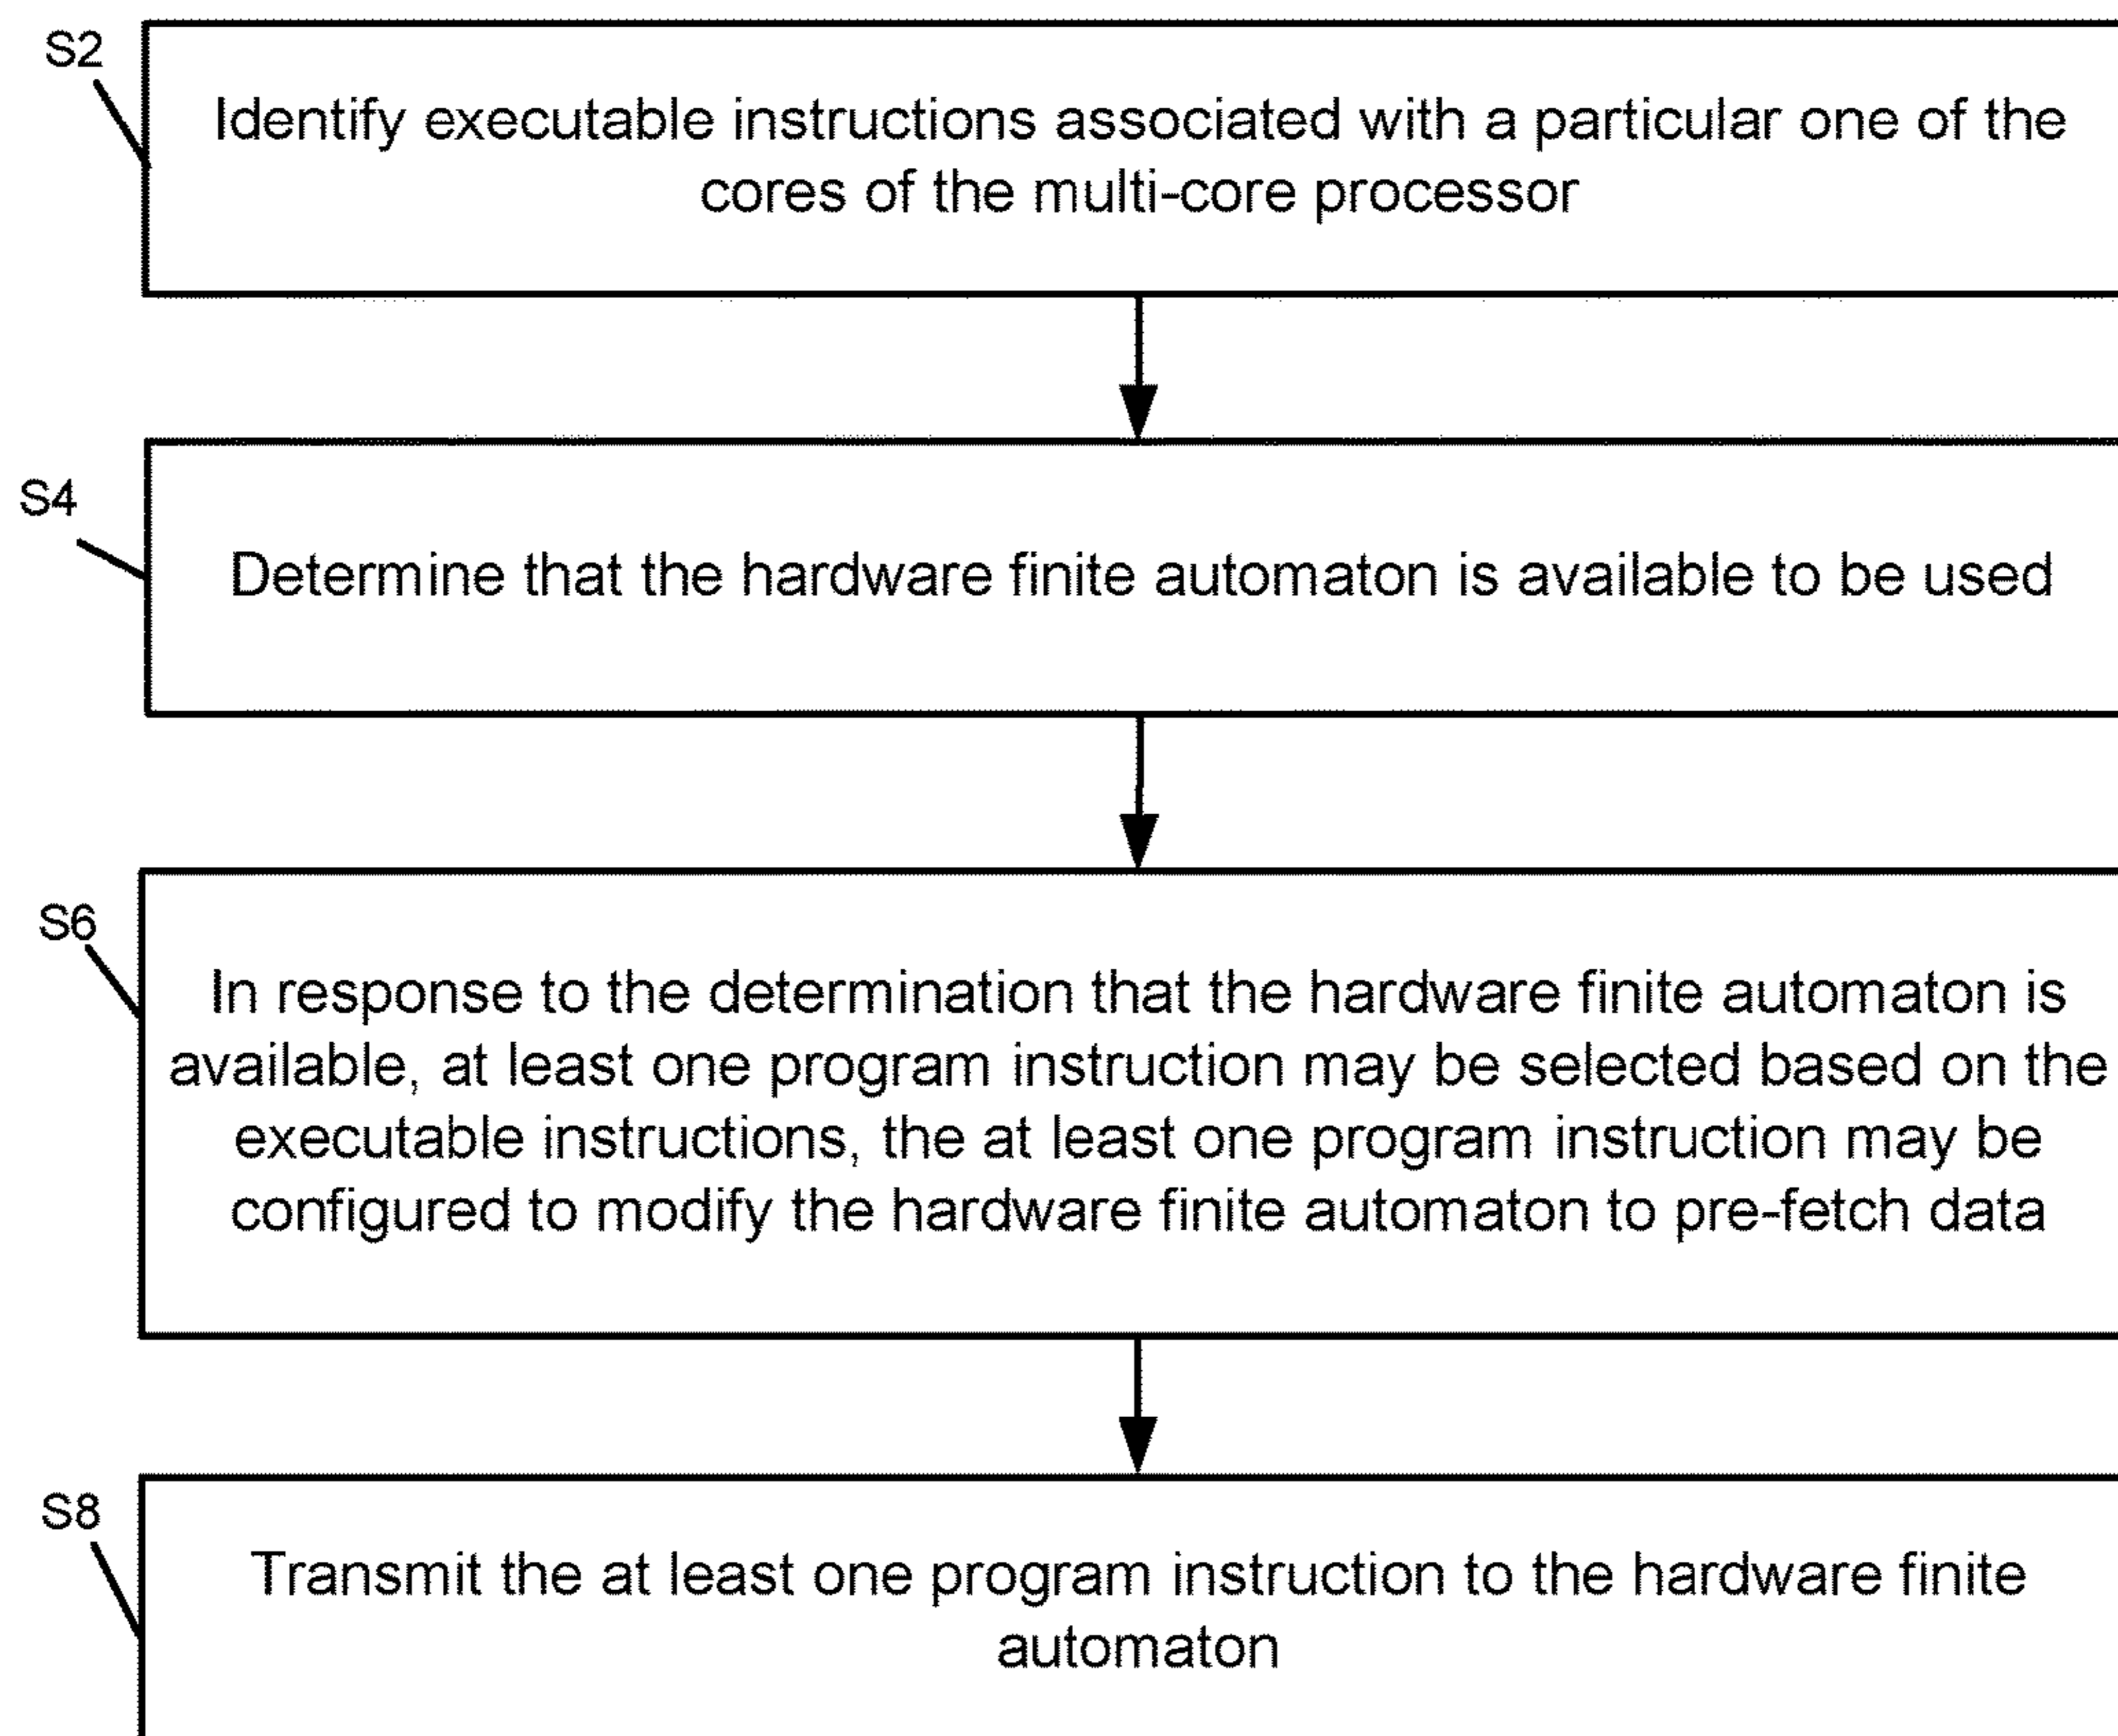 S2
Identify executable instructions associated with a particular one of the
cores of the multi-core processor
S4
Determine that the hardware finite automaton is available to be used
S6
In response to the determination that the hardware finite automaton is
available, at least one program instruction may be selected based on the
executable instructions, the at least one program instruction may be
configured to modify the hardware finite automaton to pre-fetch data
S8
Transmit the at least one program instruction to the hardware finite
automaton